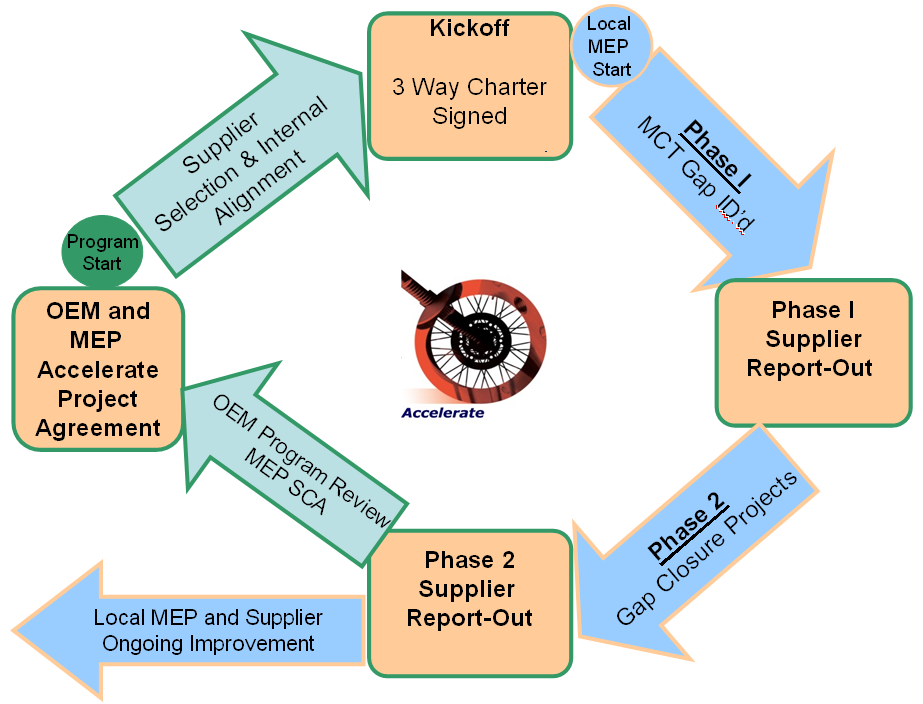 Kickoff
3 Way Charter
Signed
.
Local
MEP
Start
Phase I
MCT Gap ID'd
Phase I
Supplier
Report-Out
Phase 2
Gap Closure Projects
Phase 2
Supplier
Report-Out
Local MEP and Supplier
Ongoing Improvement
OEM Program Review
MEP SCA
OEM and
MEP
Accelerate
Project
Agreement
Program
Start
Supplier
Selection & Internal
Alignment
Accelerate